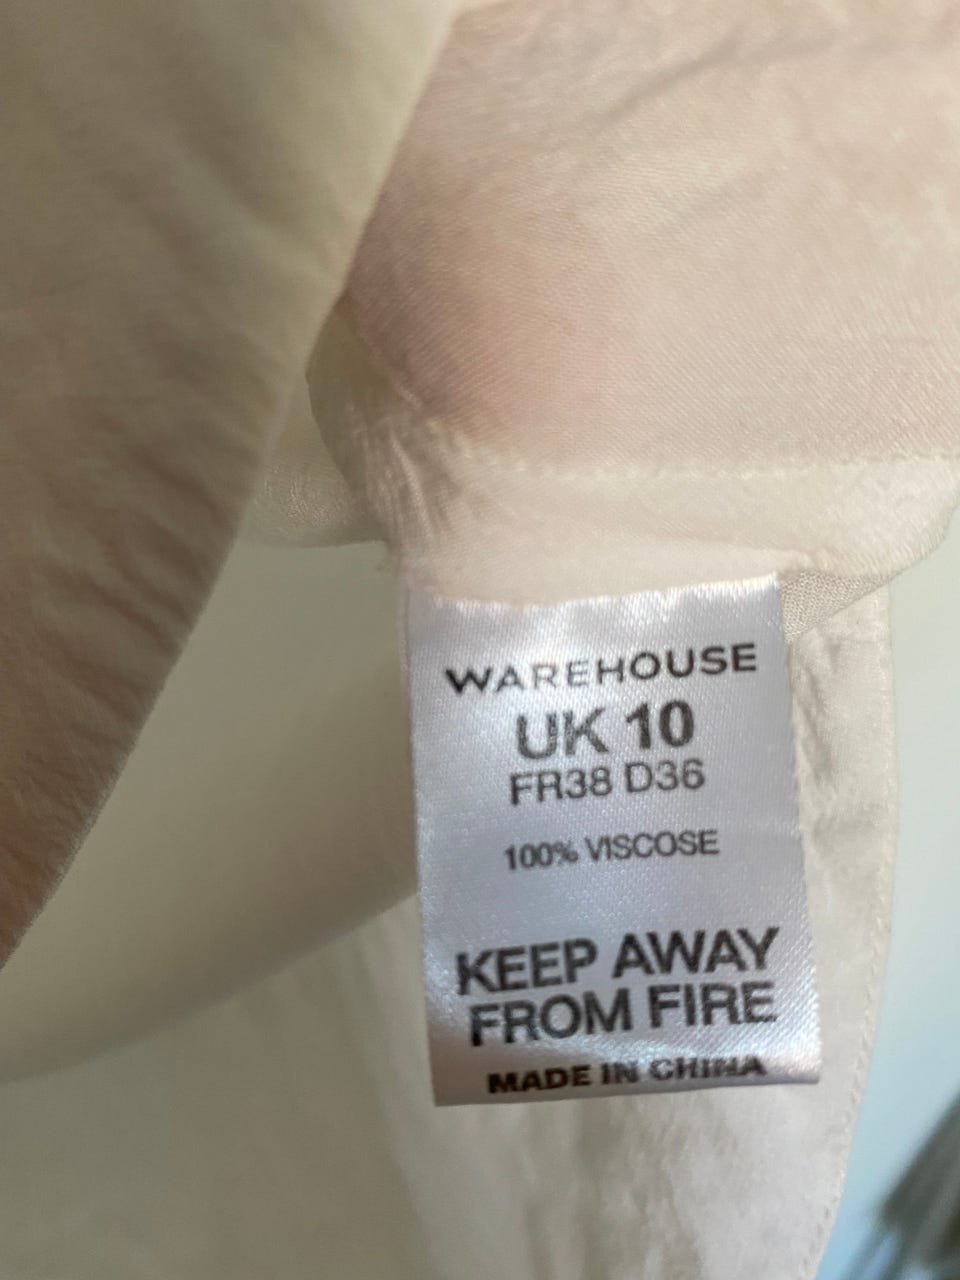 WAREHOUSE
UK 10
FR38 D36
100% VISCOSE
KEEP AWAY
FROM FIRE
MADE IN CHINA